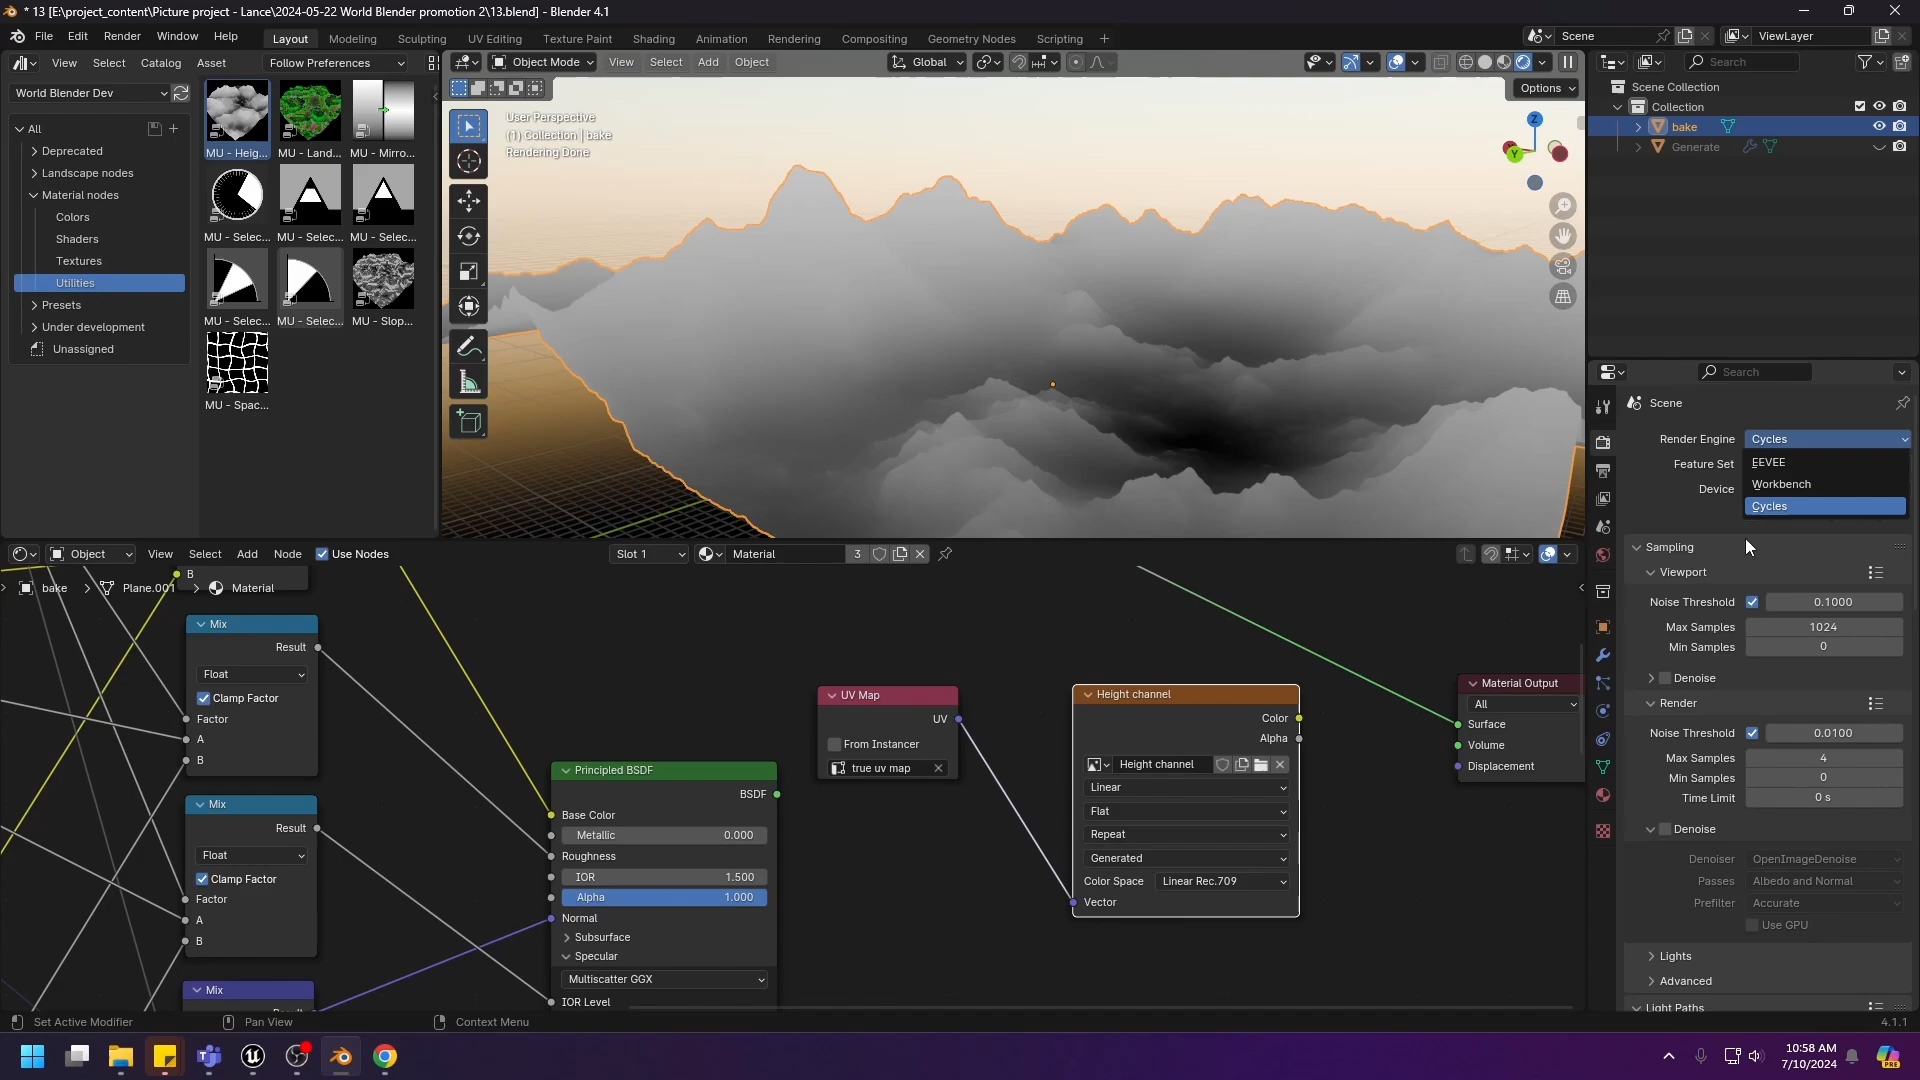 * 13 [E:\project_content\Picture project - Lance\2024-05-22 World Blender promotion 2\13.blend] - Blender 4.1
File Edit Render Window Help
Layout Modeling Sculpting UV Editing Texture Paint Shading Animation Rendering Compositing Geometry Nodes Scripting +
Scene
ViewLayer
View Select Catalog Asset Follow Preferences
Object Mode View Select Add Object Global
Search
Options
World Blender Dev
All
Deprecated
Landscape nodes
Material nodes
Colors
Shaders
Textures
Utilities
Presets
Under development
Unassigned
MU - Heig... MU - Land... MU - Mirro...
MU - Selec... MU - Selec... MU - Selec...
MU - Selec... MU - Selec... MU - Slop...
MU - Spac...
User Perspective
(1) Collection | bake
Rendering Done
Z
Y
Scene Collection
Collection
bake
Generate
Search
Scene
Render Engine Cycles
Feature Set
Device
EEVEE
Workbench
Cycles
Sampling
Viewport
Noise Threshold 0.1000
Max Samples 1024
Min Samples 0
Denoise
Render
Noise Threshold 0.0100
Max Samples 4
Min Samples 0
Time Limit 0 s
Denoise
Denoiser OpenImageDenoise
Passes Albedo and Normal
Prefilter Accurate
Use GPU
Lights
Advanced
Light Paths
Object View Select Add Node Use Nodes Slot 1 Material 3
bake > Plane.001 > Material
B
Mix
Result
Float
Clamp Factor
Factor
A
B
Mix
Result
Float
Clamp Factor
Factor
A
B
Mix
Principled BSDF
BSDF
Base Color
Metallic 0.000
Roughness
IOR 1.500
Alpha 1.000
Normal
Subsurface
Specular
Multiscatter GGX
IOR Level
UV Map
UV
From Instancer
true uv map
Height channel
Color
Alpha
Height channel
Linear
Flat
Repeat
Generated
Color Space Linear Rec.709
Vector
Material Output
All
Surface
Volume
Displacement
Set Active Modifier Pan View Context Menu 4.1.1
10:58 AM
7/10/2024
PRE